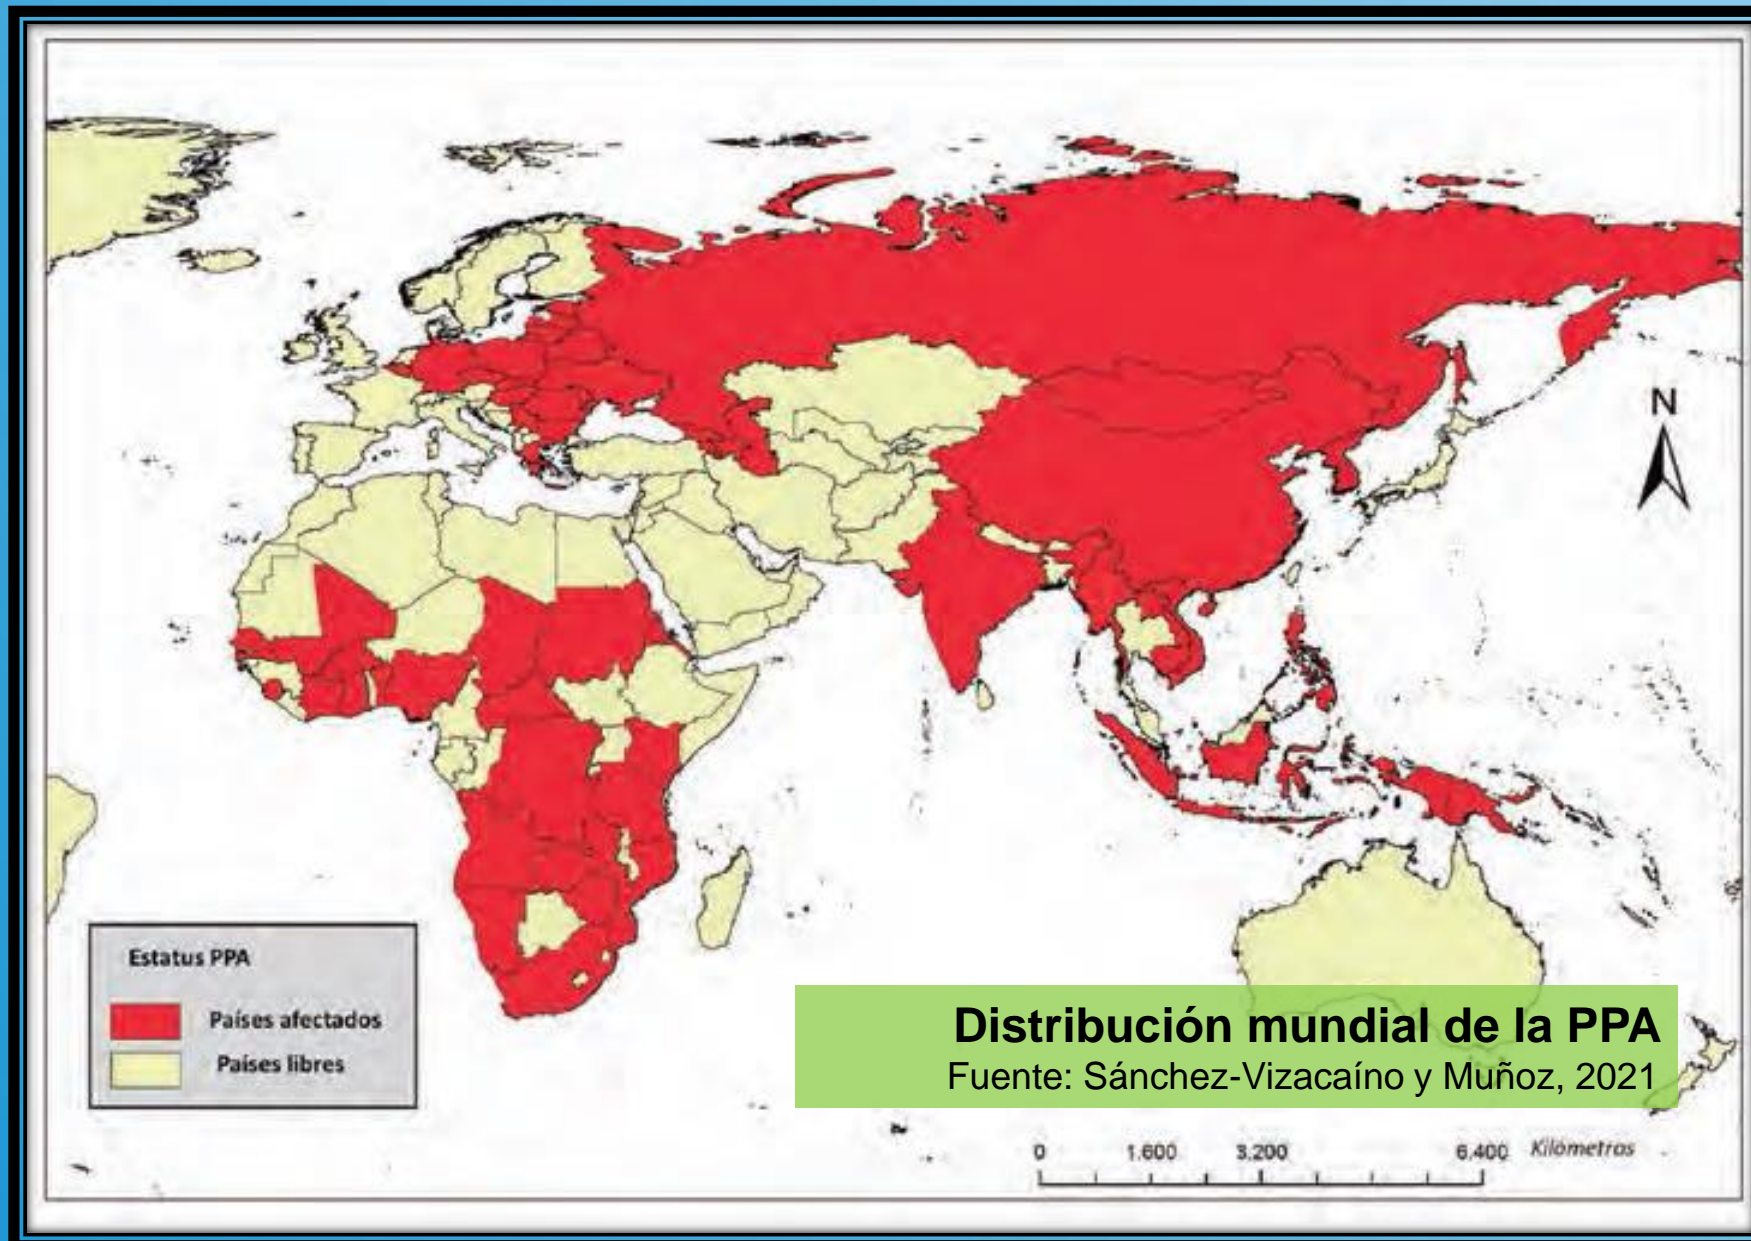 N
Estatus PPA
Países afectados
Países libres
Distribución mundial de la PPA
Fuente: Sánchez-Vizacaíno y Muñoz, 2021
0 1.600 3.200 6.400 Kilómetros